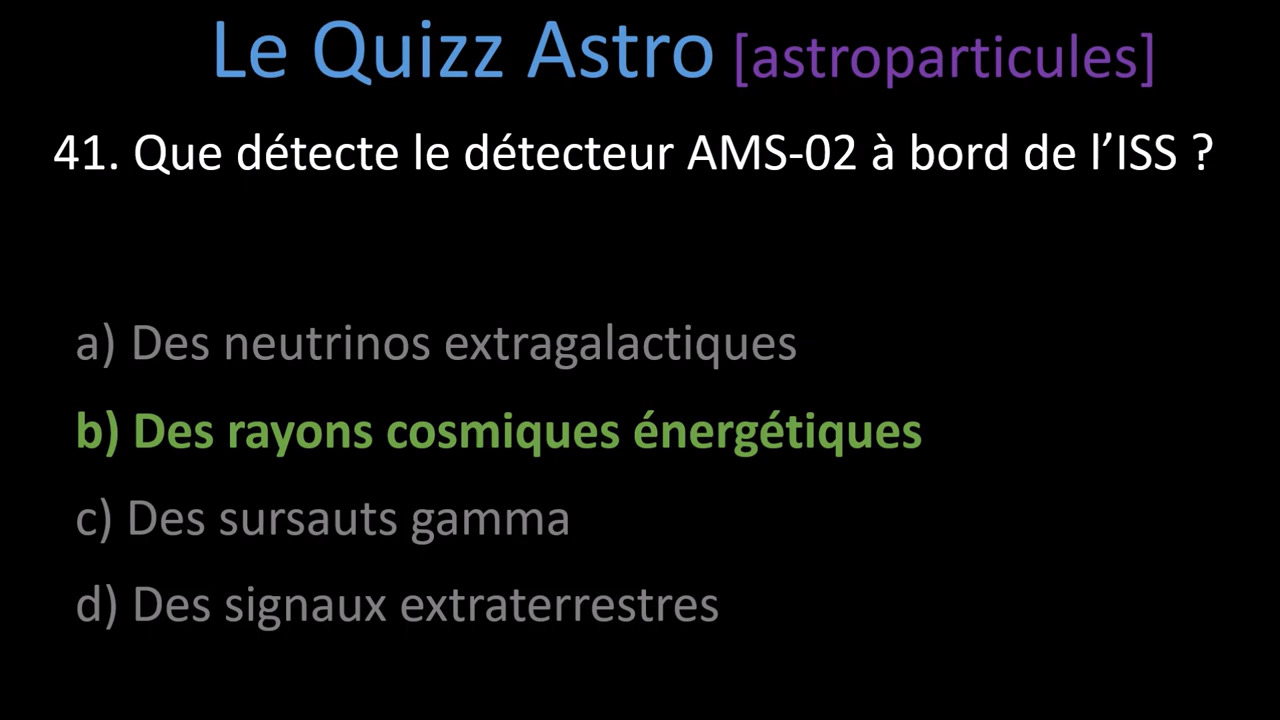 Le Quizz Astro [astroparticules]
41. Que détecte le détecteur AMS-02 à bord de l’ISS ?
a) Des neutrinos extragalactiques
b) Des rayons cosmiques énergétiques
c) Des sursauts gamma
d) Des signaux extraterrestres